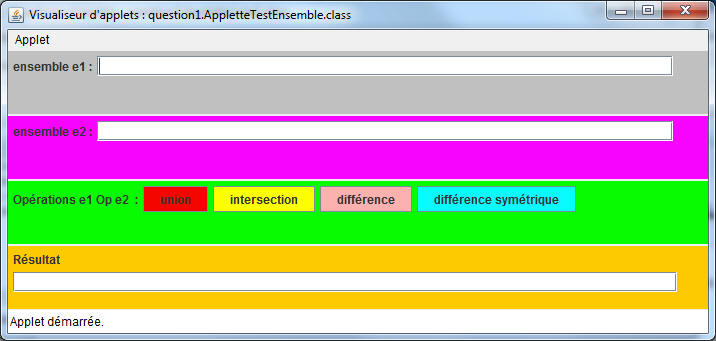 Visualiseur d'applets : question1.AppletteTestEnsemble.class
Applet
ensemble e1 :
ensemble e2 :
Opérations e1 Op e2 : union intersection différence différence symétrique
Résultat
Applet démarrée.